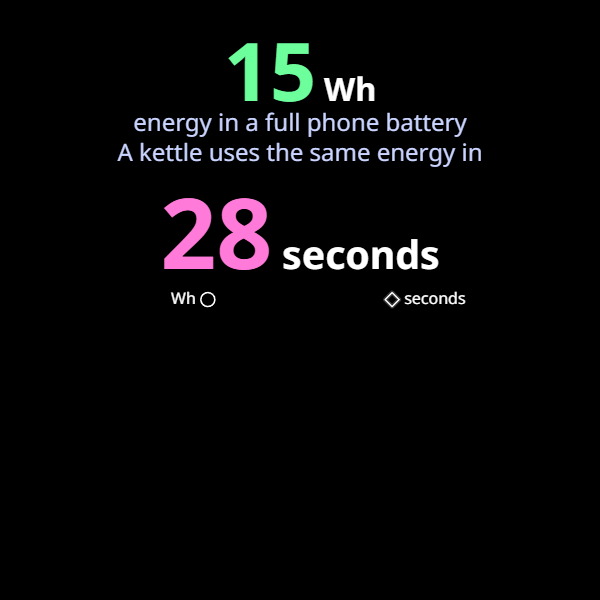 15 Wh
energy in a full phone battery
A kettle uses the same energy in
28 seconds
Wh seconds